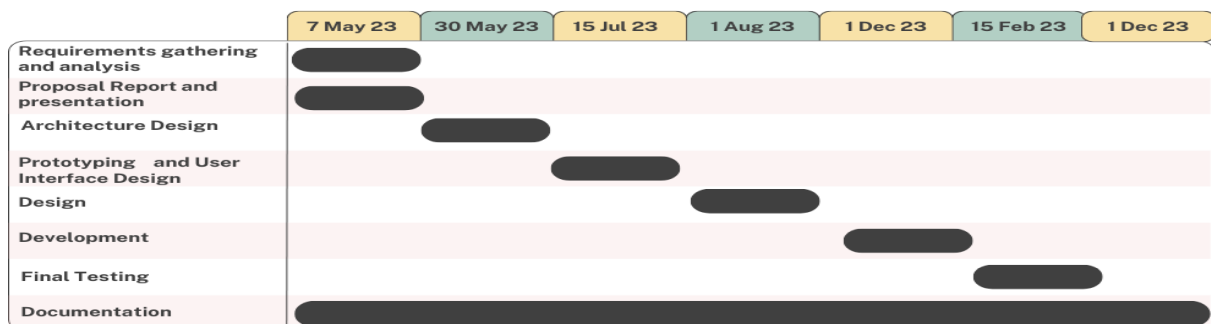 7 May 23 30 May 23 15 Jul 23 1 Aug 23 1 Dec 23 15 Feb 23 1 Dec 23
Requirements gathering
and analysis
Proposal Report and
presentation
Architecture Design
Prototyping and User
Interface Design
Design
Development
Final Testing
Documentation